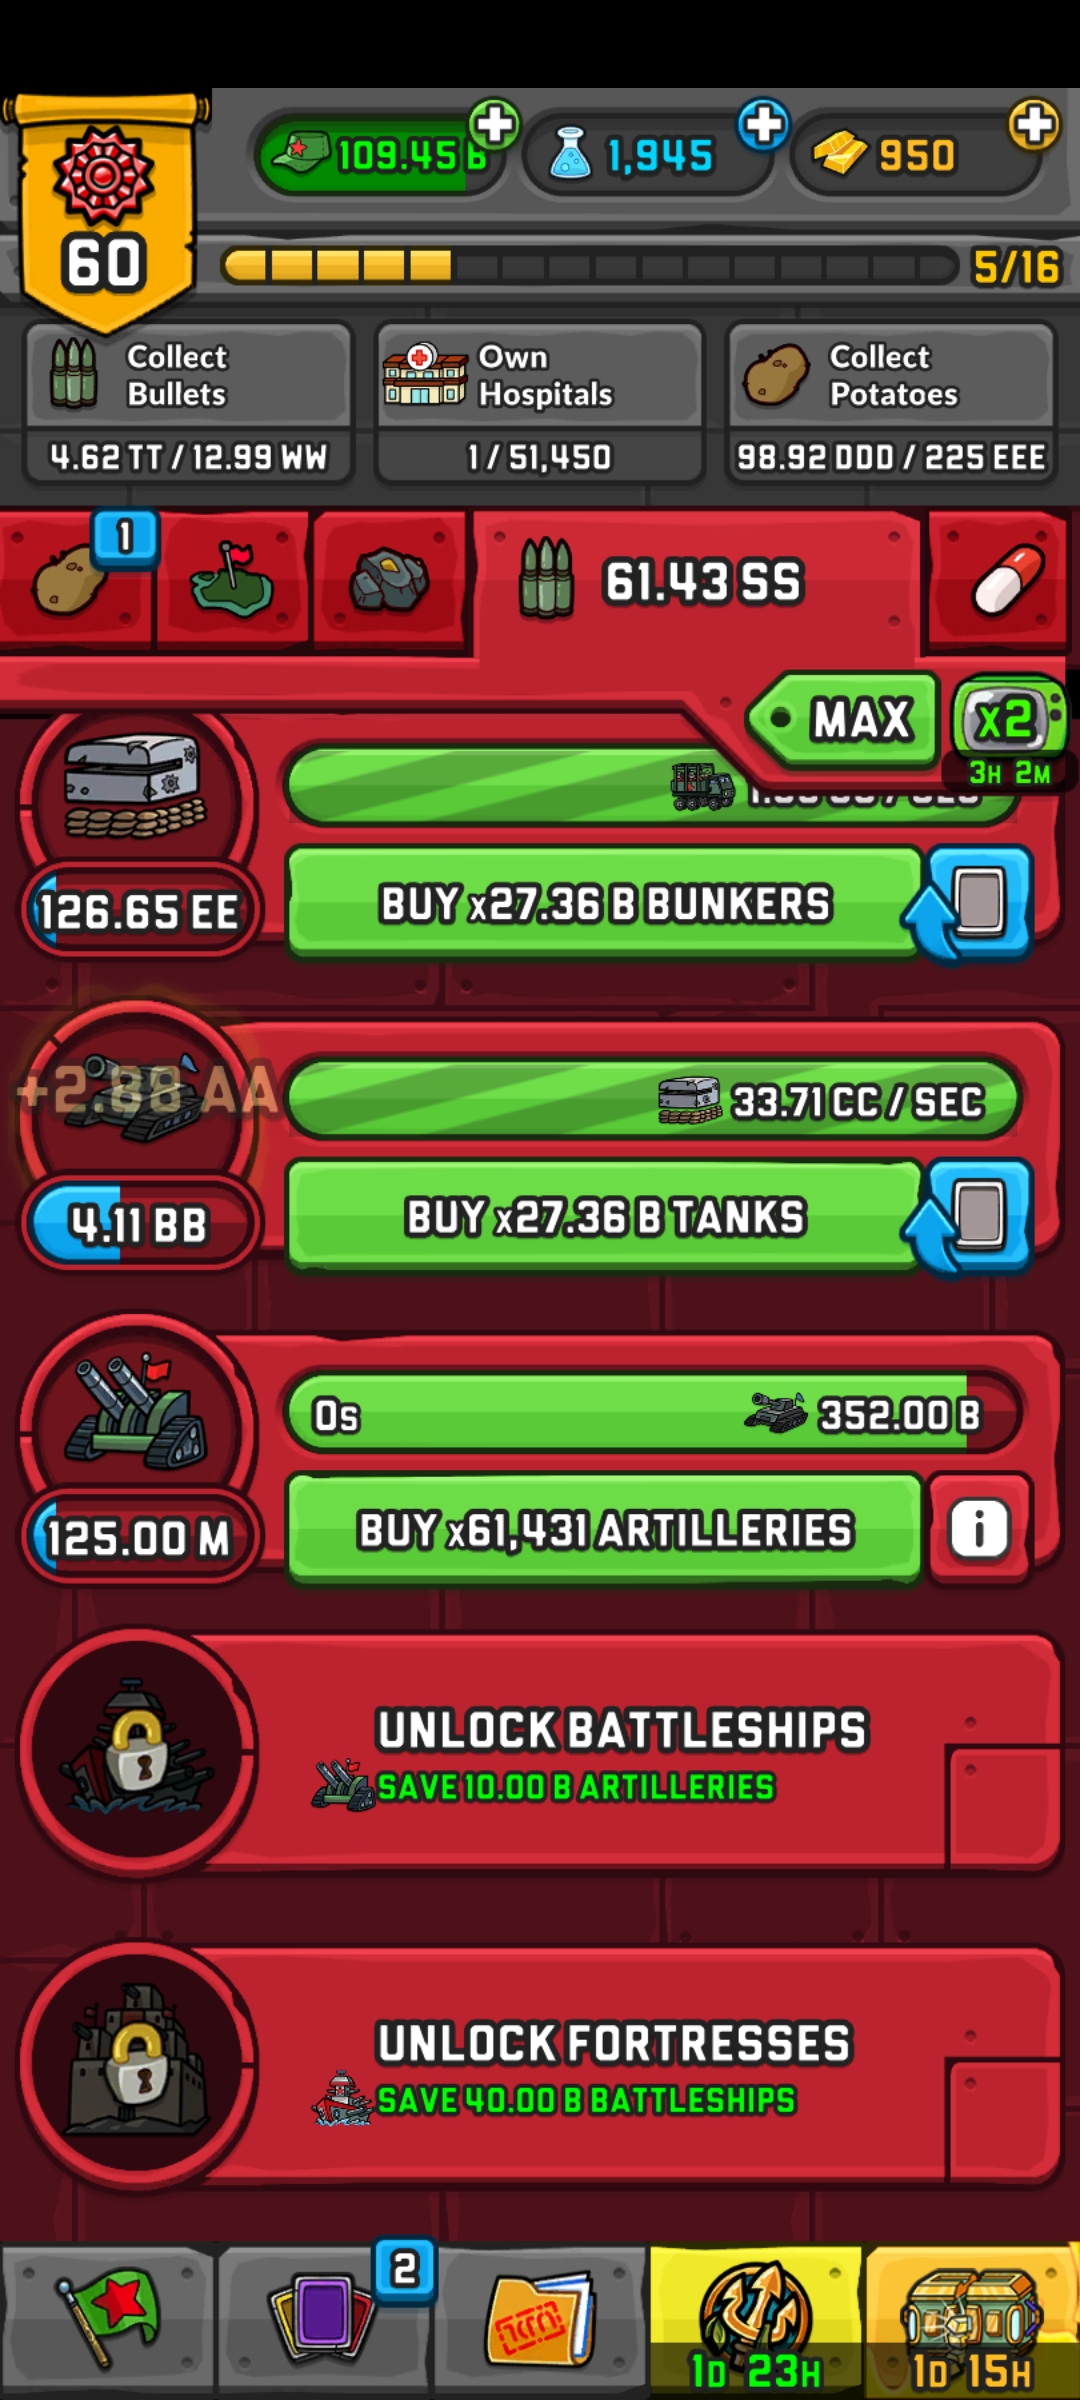 109.45 B
1,945
950
60
5/16
Collect
Bullets
4.62 TT / 12.99 WW
Own
Hospitals
1 / 51,450
Collect
Potatoes
98.92 DDD / 225 EEE
1
61.43 SS
MAX
x2
3H 2M
126.65 EE
BUY x27.36 B BUNKERS
+2.88 AA
33.71 CC / SEC
4.11 BB
BUY x27.36 B TANKS
0s
352.00 B
125.00 M
BUY x61,431 ARTILLERIES
i
UNLOCK BATTLESHIPS
SAVE 10.00 B ARTILLERIES
UNLOCK FORTRESSES
SAVE 40.00 B BATTLESHIPS
2
1D 23H
1D 15H